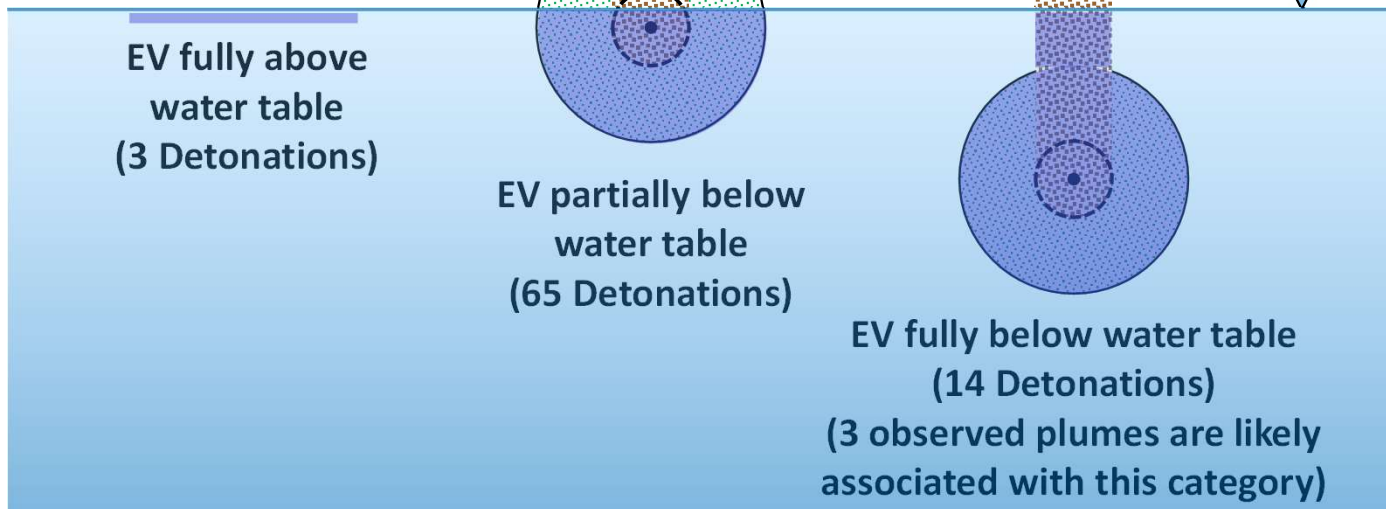 EV fully above
water table
(3 Detonations)
EV partially below
water table
(65 Detonations)
EV fully below water table
(14 Detonations)
(3 observed plumes are likely
associated with this category)